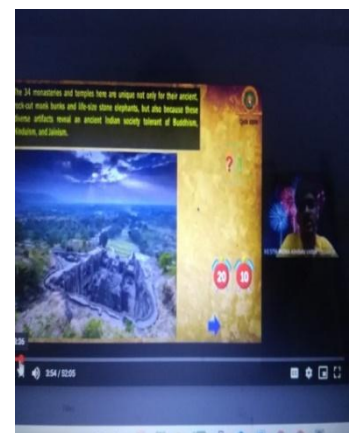 The 34 monasteries and temples here are unique not only for their ancient,
rock-cut monk bunks and life-size stone elephants, but also because these
diverse artifacts reveal an ancient Indian society tolerant of Buddhism,
Hinduism, and Jainism.
?
20 10
3:54 / 52:05